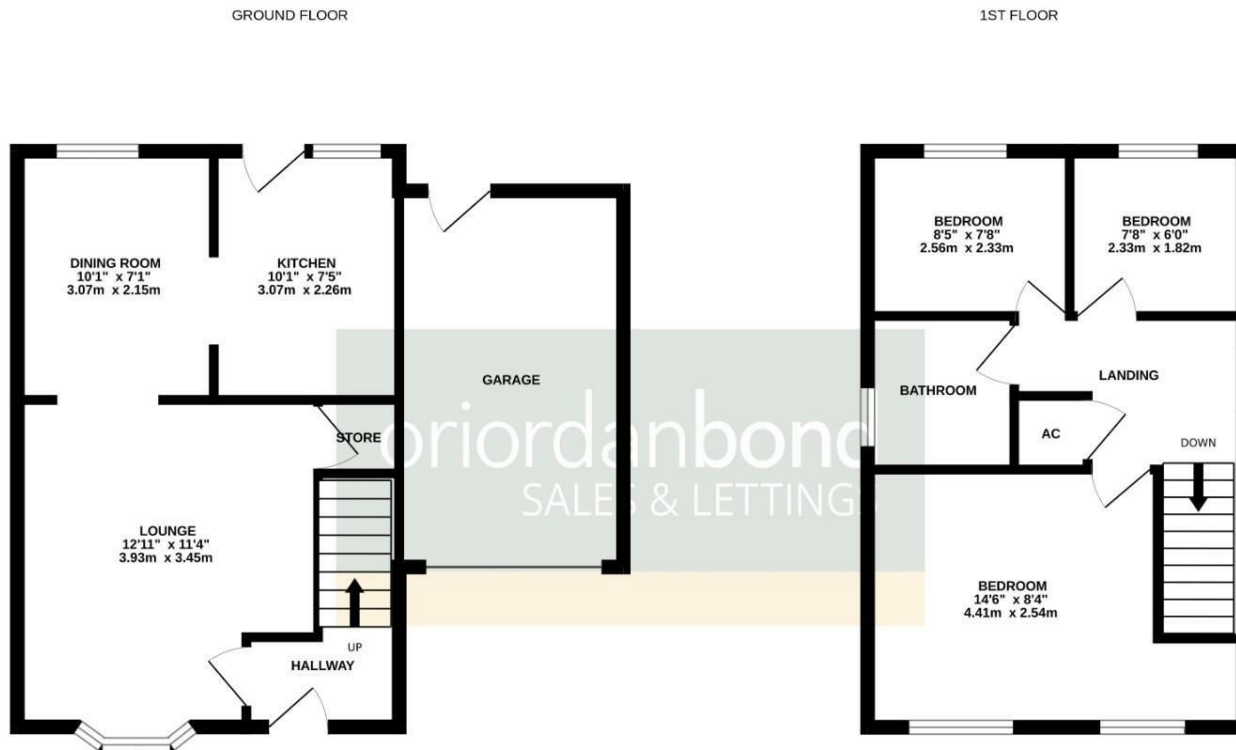 GROUND FLOOR
1ST FLOOR
DINING ROOM
10'1" x 7'1"
3.07m x 2.15m
KITCHEN
10'1" x 7'5"
3.07m x 2.26m
GARAGE
STORE
LOUNGE
12'11" x 11'4"
3.93m x 3.45m
UP
HALLWAY
BEDROOM
8'5" x 7'8"
2.56m x 2.33m
BEDROOM
7'8" x 6'0"
2.33m x 1.82m
BATHROOM
LANDING
AC
DOWN
BEDROOM
14'6" x 8'4"
4.41m x 2.54m
oriordanbond
SALES & LETTINGS